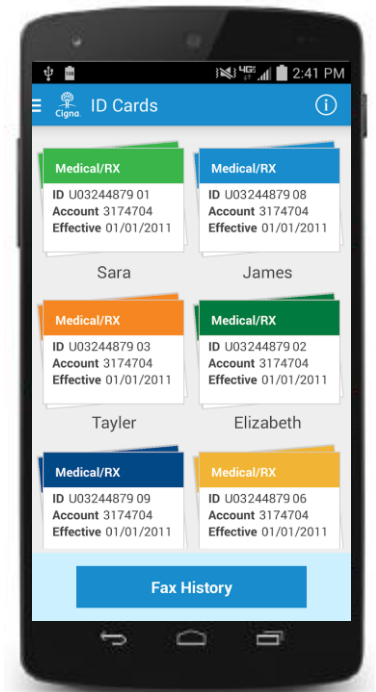 4G 2:41 PM
Cigna. ID Cards
Medical/RX
ID U03244879 01
Account 3174704
Effective 01/01/2011
Sara
Medical/RX
ID U03244879 08
Account 3174704
Effective 01/01/2011
James
Medical/RX
ID U03244879 03
Account 3174704
Effective 01/01/2011
Tayler
Medical/RX
ID U03244879 02
Account 3174704
Effective 01/01/2011
Elizabeth
Medical/RX
ID U03244879 09
Account 3174704
Effective 01/01/2011
Medical/RX
ID U03244879 06
Account 3174704
Effective 01/01/2011
Fax History